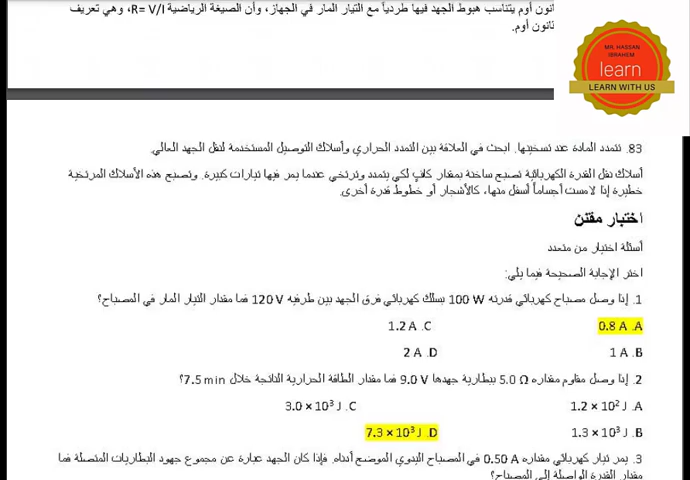 قانون أوم يتناسب هبوط الجهد فيها طردياً مع التيار المار في الجهاز، وأن الصيغة الرياضية R= V/I، وهي تعريف
قانون أوم.
MR. HASSAN
IBRAHEM
learn
LEARN WITH US
83. تتمدد المادة عند تسخينها. ابحث في العلاقة بين التمدد الحراري وأسلاك التوصيل المستخدمة لنقل الجهد العالي.
أسلاك نقل القدرة الكهربائية تصبح ساخنة بمقدار كافٍ لكي يتمدد وترتخي عندما يمر فيها تيارات كبيرة. وتصبح هذه الأسلاك المرتخية
خطيرة إذا لامست أجساماً أسفل منها، كالأشجار أو خطوط قدرة أخرى.
اختبار مقنن
أسئلة اختيار من متعدد
اختر الإجابة الصحيحة فيما يلي:
1. إذا وصل مصباح كهربائي قدرته 100 W بسلك كهربائي فرق الجهد بين طرفيه 120 V فما مقدار التيار المار في المصباح؟
0.8 A .A
1.2 A .C
1 A .B
2 A .D
2. إذا وصل مقاوم مقداره 5.0 Ω ببطارية جهدها 9.0 V فما مقدار الطاقة الحرارية الناتجة خلال 7.5 min؟
1.2 × 10² J .A
3.0 × 10³ J .C
1.3 × 10³ J .B
7.3 × 10³ J .D
3. يمر تيار كهربائي مقداره 0.50 A في المصباح اليدوي الموضح أدناه. فإذا كان الجهد عبارة عن مجموع جهود البطاريات المتصلة فما
مقدار القدرة الواصلة إلى المصباح؟